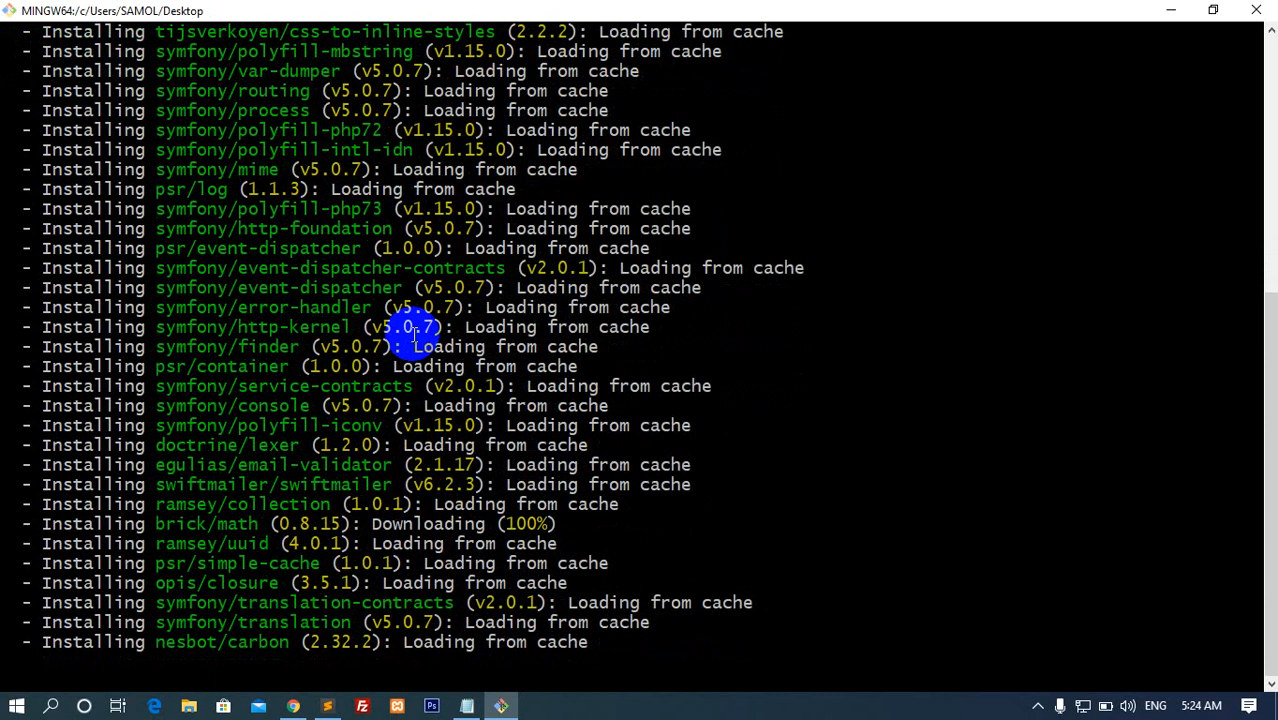 MINGW64:/c/Users/SAMOL/Desktop
- Installing tijsverkoyen/css-to-inline-styles (2.2.2): Loading from cache
- Installing symfony/polyfill-mbstring (v1.15.0): Loading from cache
- Installing symfony/var-dumper (v5.0.7): Loading from cache
- Installing symfony/routing (v5.0.7): Loading from cache
- Installing symfony/process (v5.0.7): Loading from cache
- Installing symfony/polyfill-php72 (v1.15.0): Loading from cache
- Installing symfony/polyfill-intl-idn (v1.15.0): Loading from cache
- Installing symfony/mime (v5.0.7): Loading from cache
- Installing psr/log (1.1.3): Loading from cache
- Installing symfony/polyfill-php73 (v1.15.0): Loading from cache
- Installing symfony/http-foundation (v5.0.7): Loading from cache
- Installing psr/event-dispatcher (1.0.0): Loading from cache
- Installing symfony/event-dispatcher-contracts (v2.0.1): Loading from cache
- Installing symfony/event-dispatcher (v5.0.7): Loading from cache
- Installing symfony/error-handler (v5.0.7): Loading from cache
- Installing symfony/http-kernel (v5.0.7): Loading from cache
- Installing symfony/finder (v5.0.7): Loading from cache
- Installing psr/container (1.0.0): Loading from cache
- Installing symfony/service-contracts (v2.0.1): Loading from cache
- Installing symfony/console (v5.0.7): Loading from cache
- Installing symfony/polyfill-iconv (v1.15.0): Loading from cache
- Installing doctrine/lexer (1.2.0): Loading from cache
- Installing egulias/email-validator (2.1.17): Loading from cache
- Installing swiftmailer/swiftmailer (v6.2.3): Loading from cache
- Installing ramsey/collection (1.0.1): Loading from cache
- Installing brick/math (0.8.15): Downloading (100%)
- Installing ramsey/uuid (4.0.1): Loading from cache
- Installing psr/simple-cache (1.0.1): Loading from cache
- Installing opis/closure (3.5.1): Loading from cache
- Installing symfony/translation-contracts (v2.0.1): Loading from cache
- Installing symfony/translation (v5.0.7): Loading from cache
- Installing nesbot/carbon (2.32.2): Loading from cache
Fz
Ps
ENG
5:24 AM